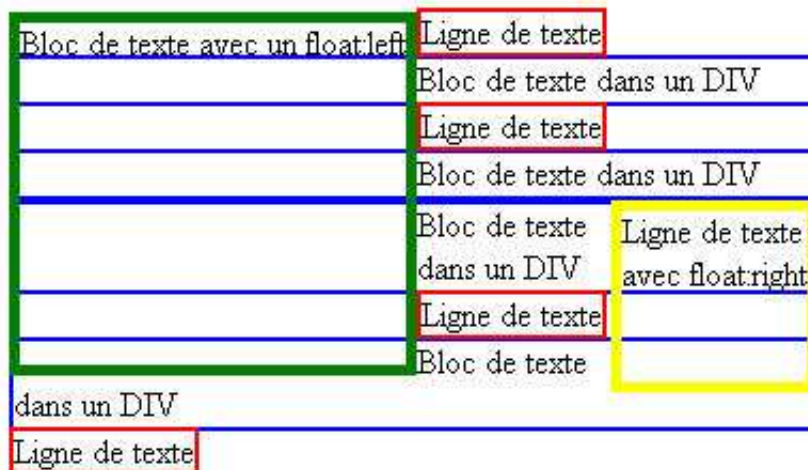 Bloc de texte avec un float:left
Ligne de texte
Bloc de texte dans un DIV
Ligne de texte
Bloc de texte dans un DIV
Bloc de texte
dans un DIV
Ligne de texte
avec float:right
Ligne de texte
Bloc de texte
dans un DIV
Ligne de texte